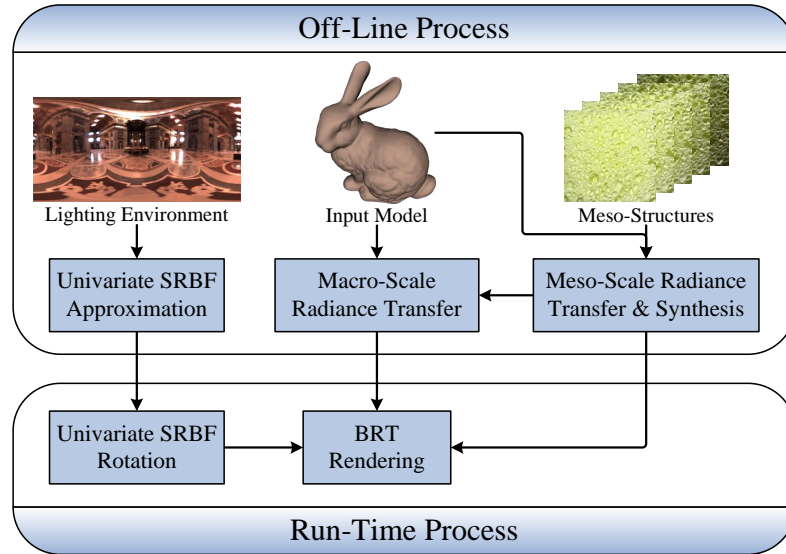 Off-Line Process
Lighting Environment
Input Model
Meso-Structures
Univariate SRBF
Approximation
Macro-Scale
Radiance Transfer
Meso-Scale Radiance
Transfer & Synthesis
Univariate SRBF
Rotation
BRT
Rendering
Run-Time Process